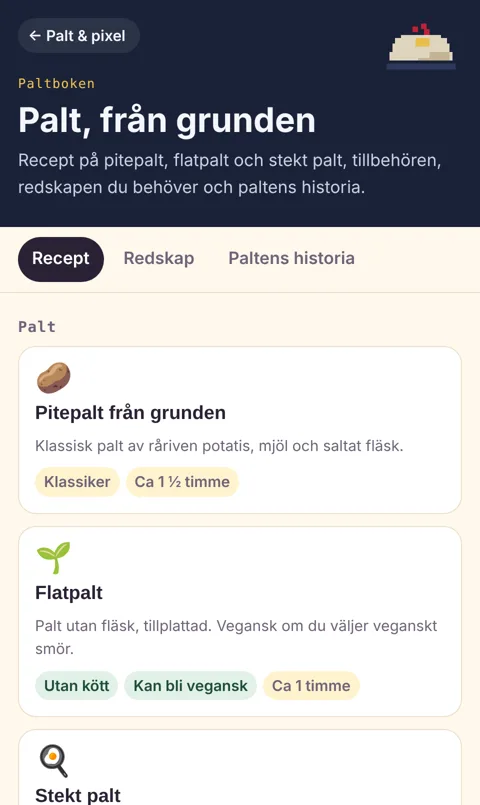 ← Palt & pixel
Paltboken
Palt, från grunden
Recept på pitepalt, flatpalt och stekt palt, tillbehören,
redskapen du behöver och paltens historia.
Recept Redskap Paltens historia
Palt
Pitepalt från grunden
Klassisk palt av råriven potatis, mjöl och saltat fläsk.
Klassiker Ca 1 ½ timme
Flatpalt
Palt utan fläsk, tillplattad. Vegansk om du väljer veganskt
smör.
Utan kött Kan bli vegansk Ca 1 timme
Stekt palt